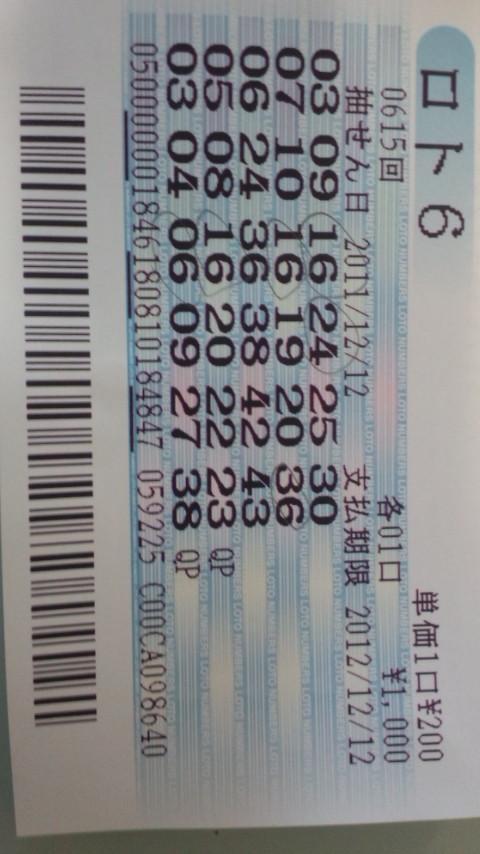 ロト6
単価1口¥200
0615回 各01口 ¥1,000
抽せん日 2011/12/12 支払期限 2012/12/12
03 09 16 24 25 30
07 10 16 19 20 36
06 24 36 38 42 43
05 08 16 20 22 23 QP
03 04 06 09 27 38 QP
050000001846180810184847 059225 C00CA098640